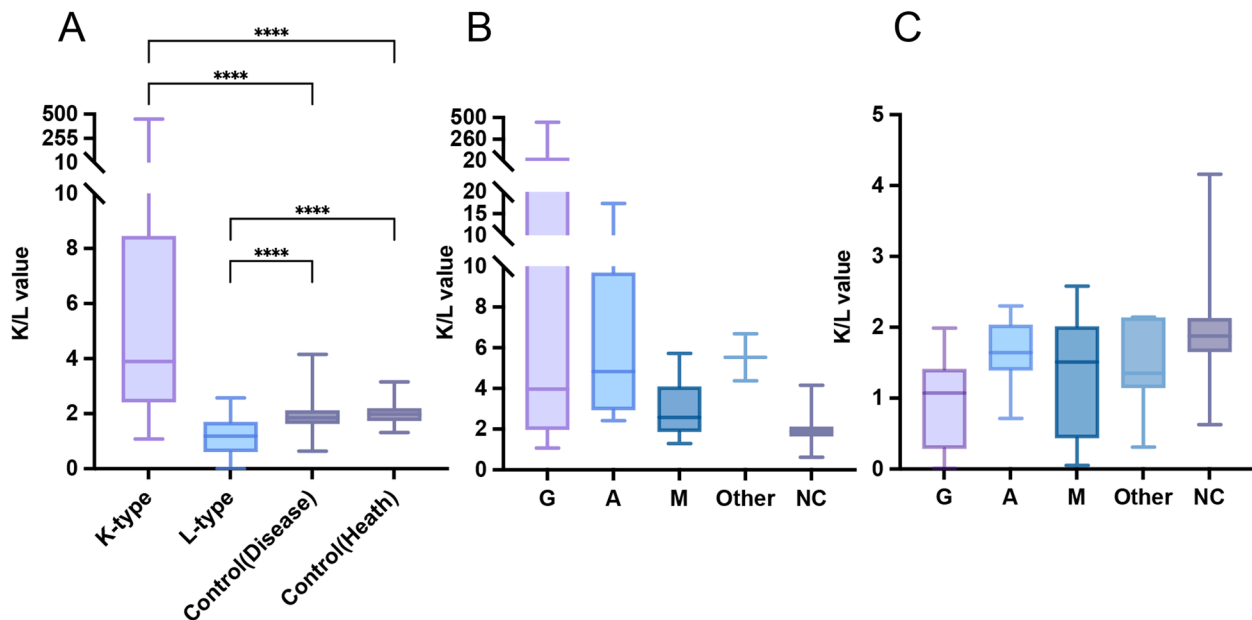 A
****
****
500
255
10
10
8
6
4
2
0
****
****
K/L value
K-type
L-type
Control(Disease)
Control(Heath)
B
500
260
20
20
15
10
10
8
6
4
2
0
K/L value
G A M Other NC
C
5
4
3
2
1
0
K/L value
G A M Other NC